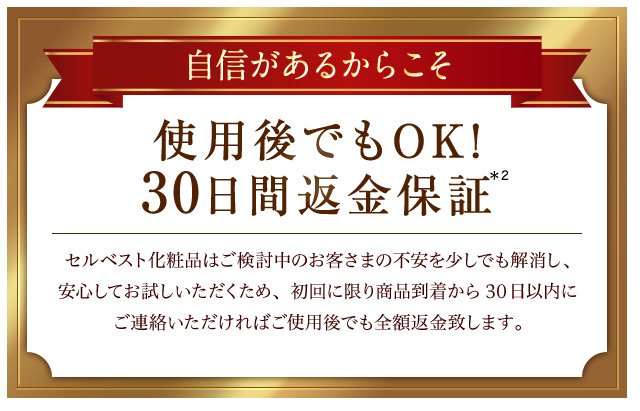 自信があるからこそ
使用後でもOK!
30日間返金保証*2
セルベスト化粧品はご検討中のお客さまの不安を少しでも解消し、
安心してお試しいただくため、初回に限り商品到着から30日以内に
ご連絡いただければご使用後でも全額返金致します。